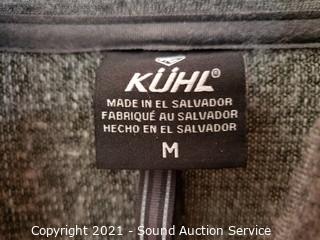 KÜHL®
MADE IN EL SALVADOR
FABRIQUÉ AU SALVADOR
HECHO EN EL SALVADOR
M
Copyright 2021 - Sound Auction Service